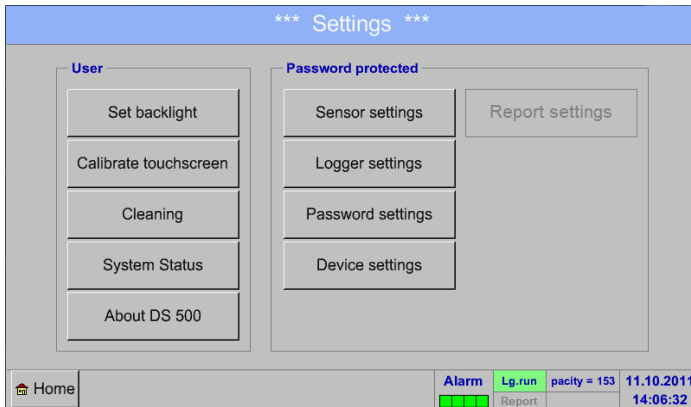 *** Settings ***
User
Password protected
Set backlight
Sensor settings
Report settings
Calibrate touchscreen
Logger settings
Cleaning
Password settings
System Status
Device settings
About DS 500
Home
Alarm
Lg.run
pacity = 153
11.10.2011
Report
14:06:32